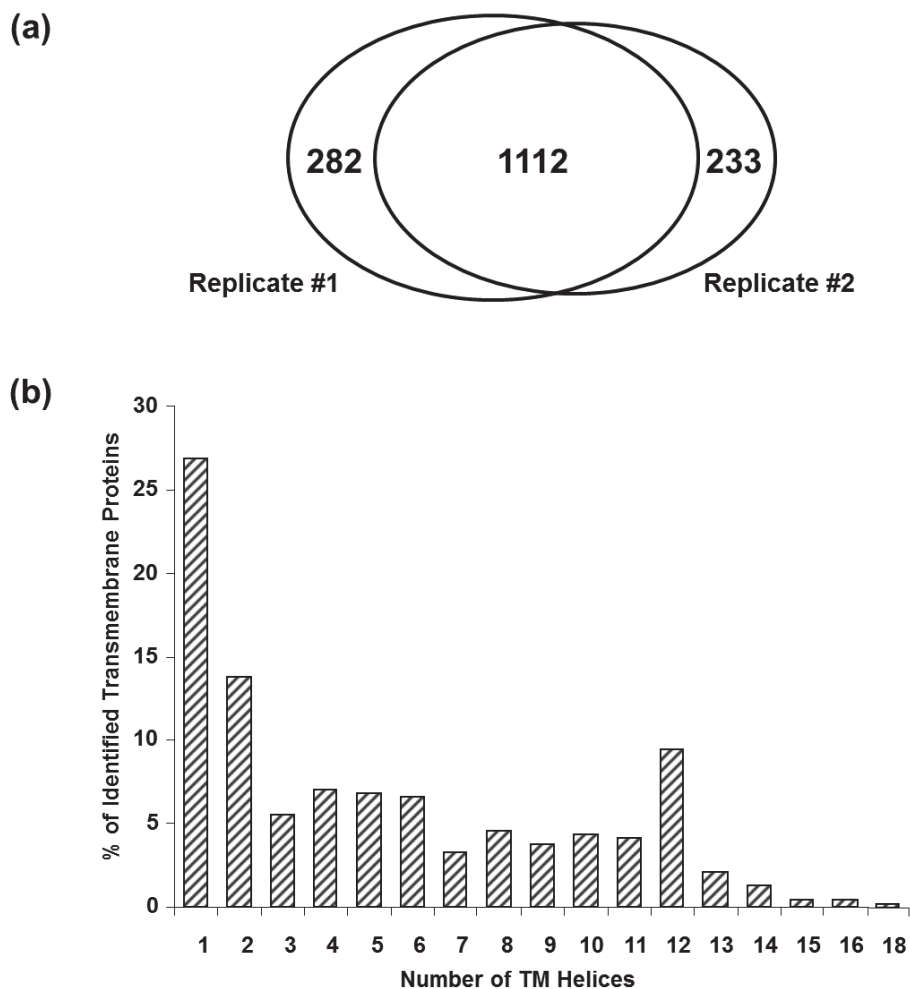 (a)
282 1112 233
Replicate #1 Replicate #2
(b)
% of Identified Transmembrane Proteins
30
25
20
15
10
5
0
1 2 3 4 5 6 7 8 9 10 11 12 13 14 15 16 18
Number of TM Helices